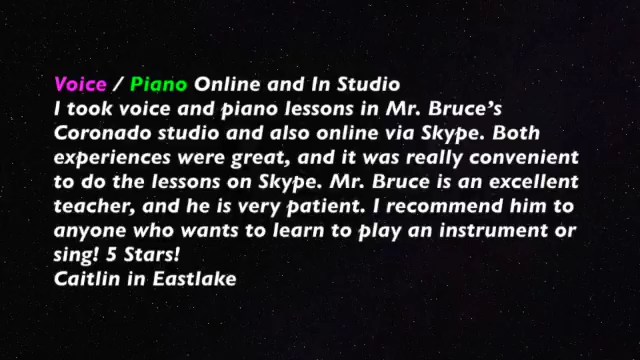 Voice / Piano Online and In Studio
I took voice and piano lessons in Mr. Bruce's
Coronado studio and also online via Skype. Both
experiences were great, and it was really convenient
to do the lessons on Skype. Mr. Bruce is an excellent
teacher, and he is very patient. I recommend him to
anyone who wants to learn to play an instrument or
sing! 5 Stars!
Caitlin in Eastlake